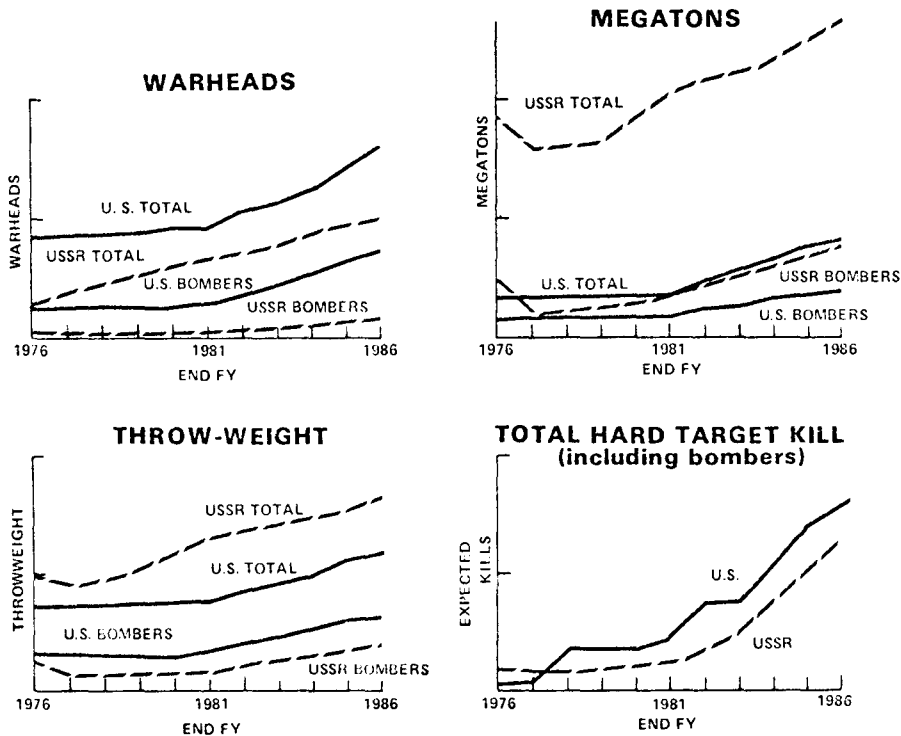 WARHEADS
WARHEADS
U. S. TOTAL
USSR TOTAL
U.S. BOMBERS
USSR BOMBERS
1976 1981 1986
END FY
MEGATONS
MEGATONS
USSR TOTAL
U.S. TOTAL
USSR BOMBERS
U.S. BOMBERS
1976 1981 1986
END FY
THROW-WEIGHT
THROWWEIGHT
USSR TOTAL
U.S. TOTAL
U.S. BOMBERS
USSR BOMBERS
1976 1981 1986
END FY
TOTAL HARD TARGET KILL
(including bombers)
EXPECTED
KILLS
U.S.
USSR
1976 1981 1986
END FY